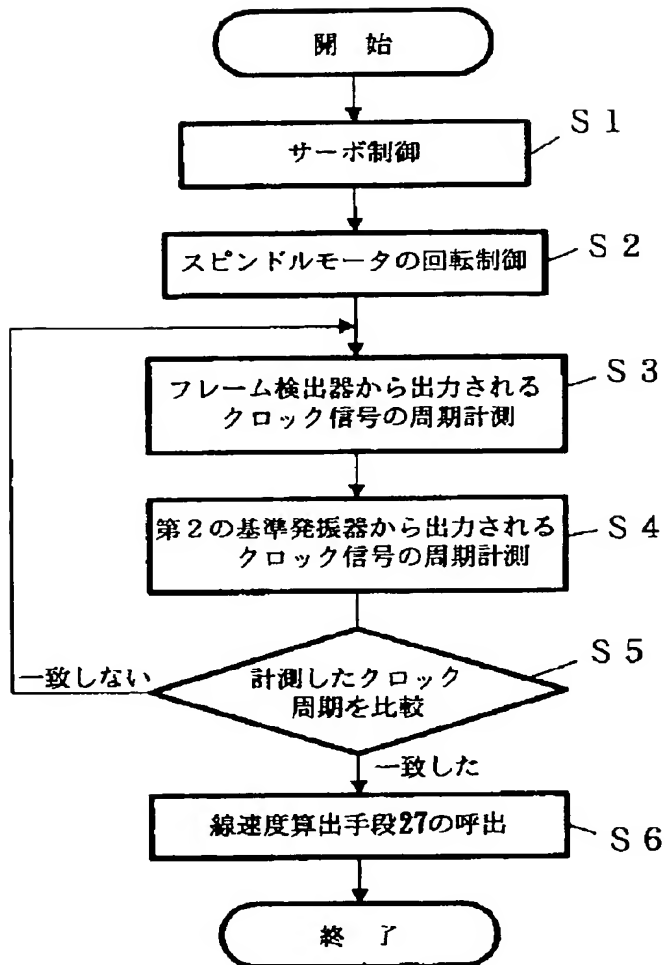 開 始
サーボ制御
S1
スピンドルモータの回転制御
S2
フレーム検出器から出力される
クロック信号の周期計測
S3
第2の基準発振器から出力される
クロック信号の周期計測
S4
計測したクロック
周期を比較
S5
一致しない
一致した
線速度算出手段27の呼出
S6
終 了